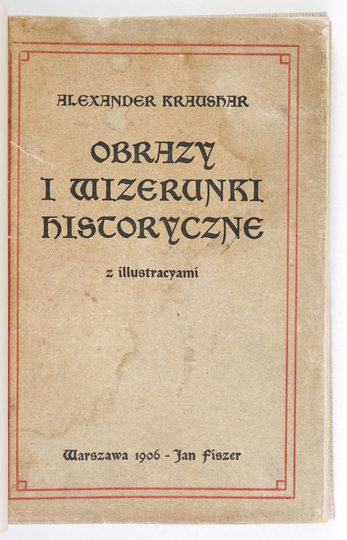 ALEXANDER KRAUSHAR
OBRAZY
I WIZERUNKI
HISTORYCZNE
z illustracyami
Warszawa 1906 - Jan Fiszer